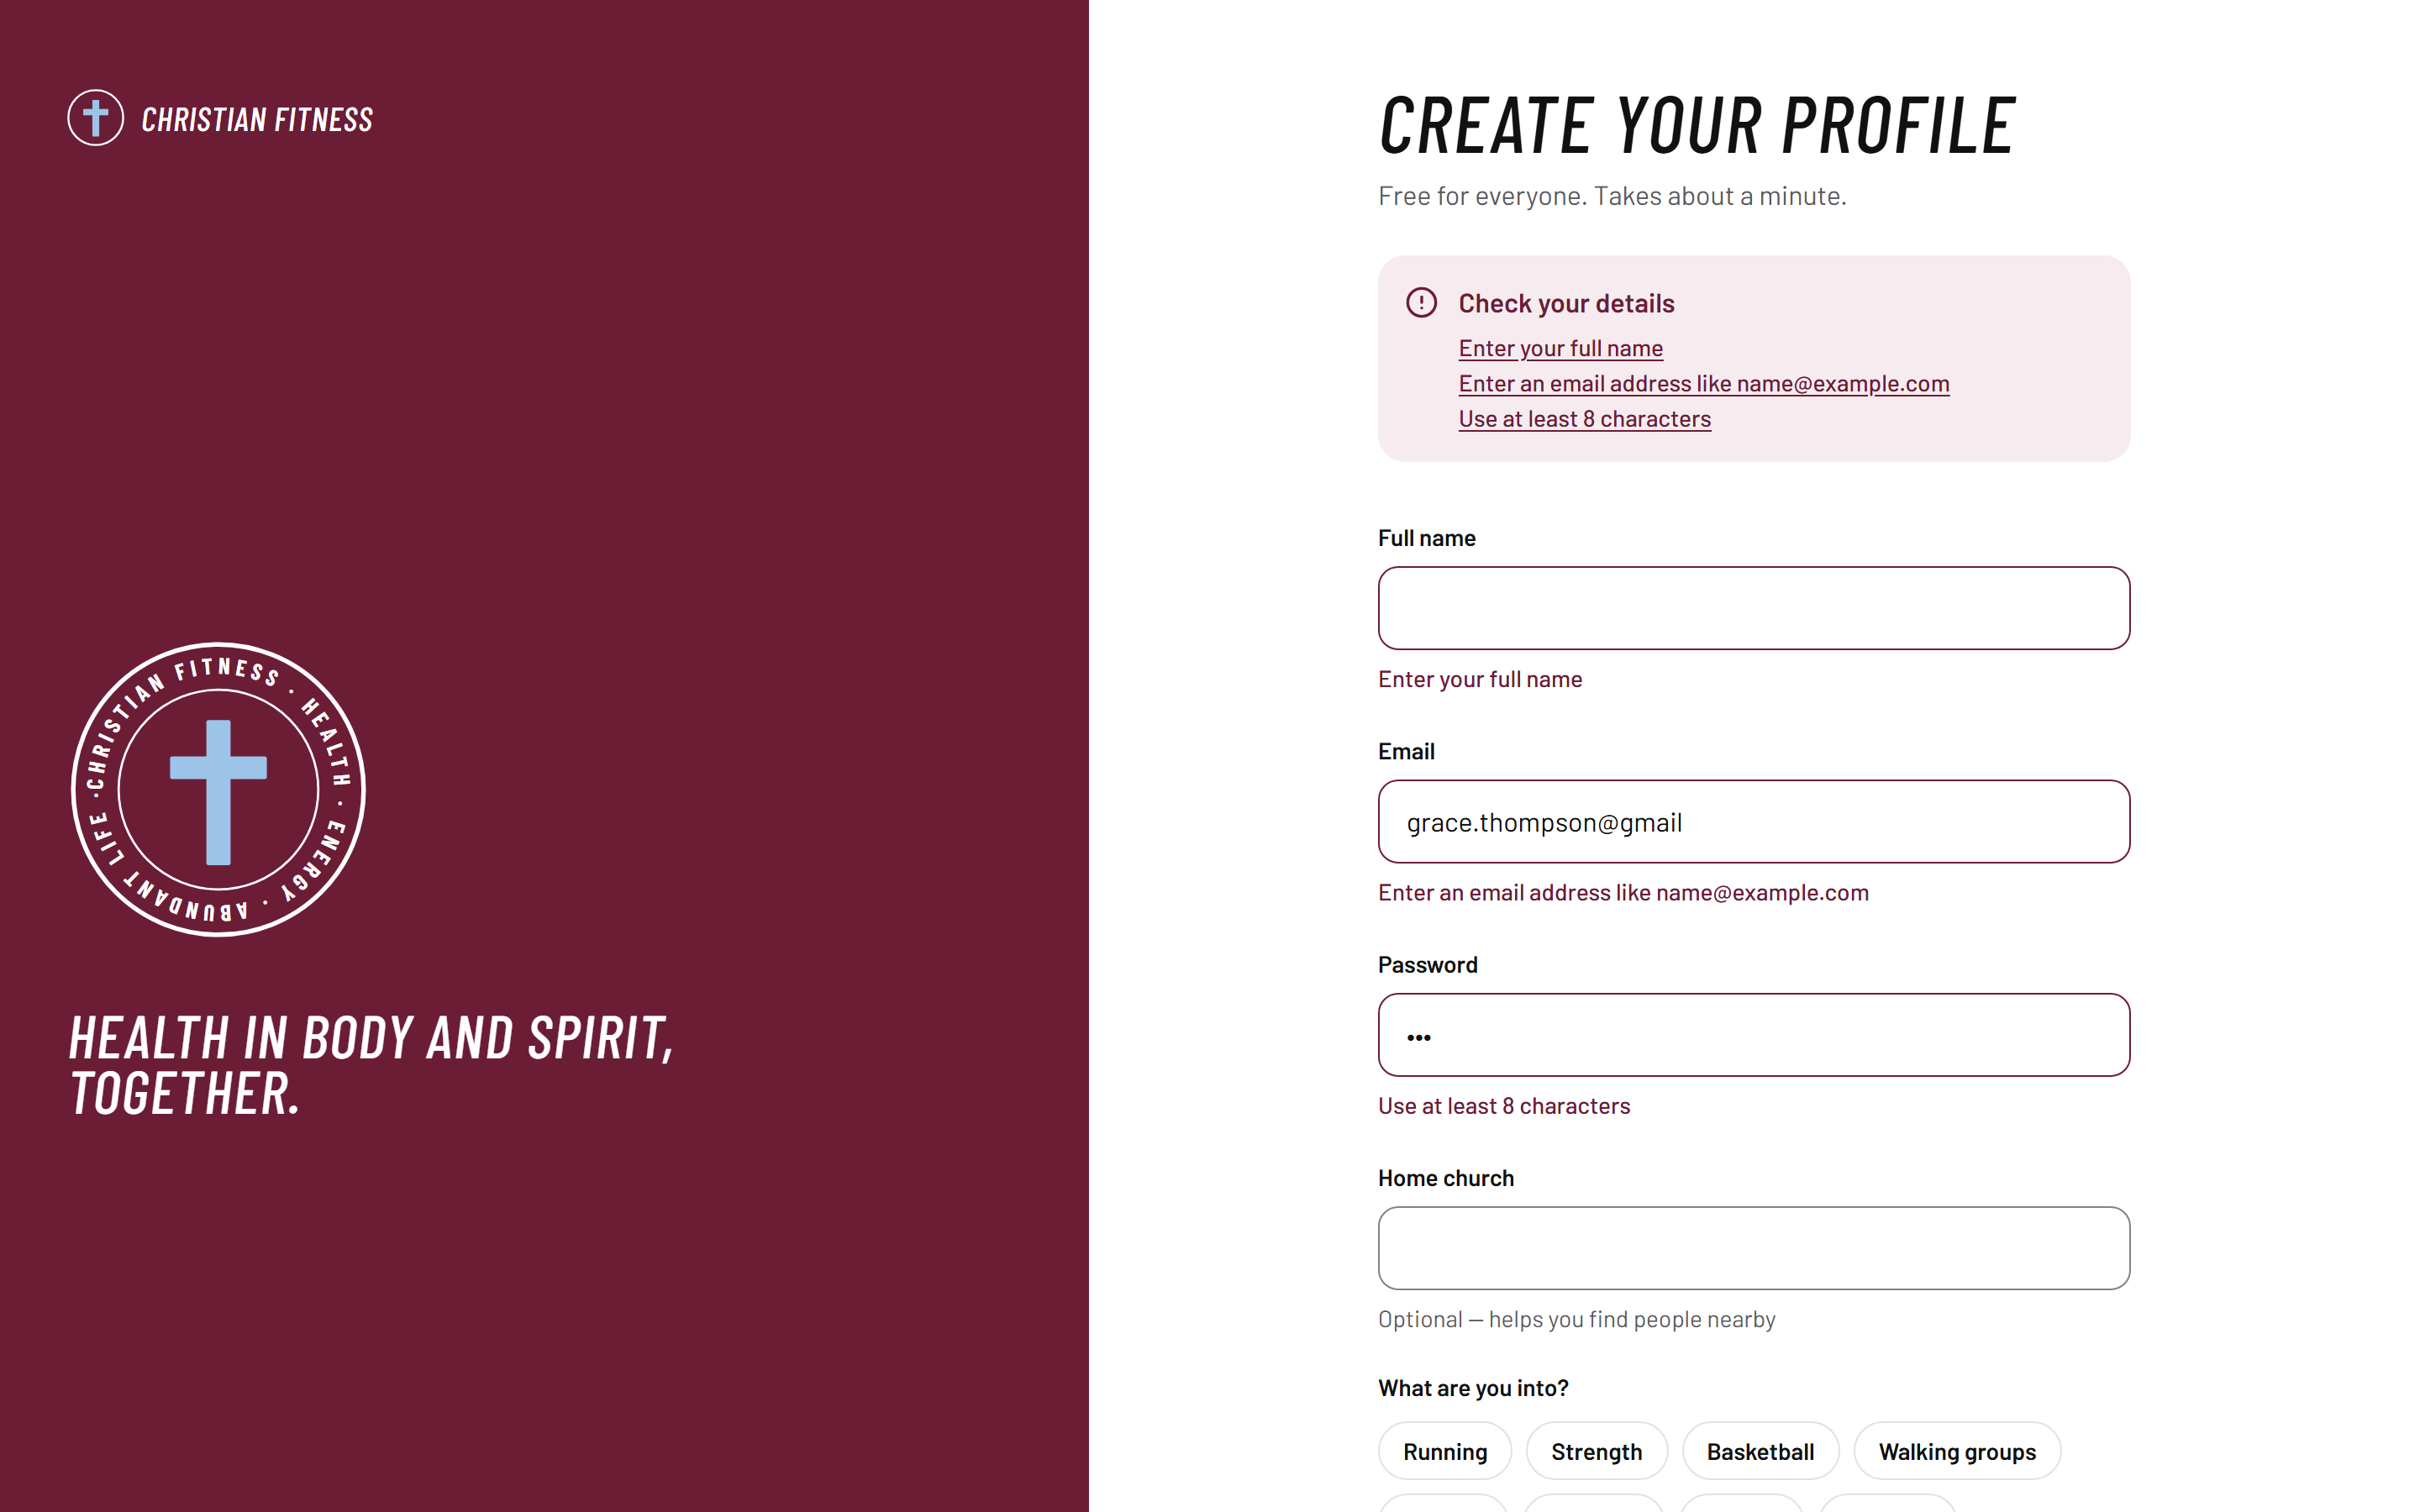 CHRISTIAN FITNESS
CHRISTIAN FITNESS · HEALTH · ENERGY · ABUNDANT LIFE ·
HEALTH IN BODY AND SPIRIT,
TOGETHER.
CREATE YOUR PROFILE
Free for everyone. Takes about a minute.
Check your details
Enter your full name
Enter an email address like name@example.com
Use at least 8 characters
Full name
Enter your full name
Email
grace.thompson@gmail
Enter an email address like name@example.com
Password
•••
Use at least 8 characters
Home church
Optional — helps you find people nearby
What are you into?
Running Strength Basketball Walking groups